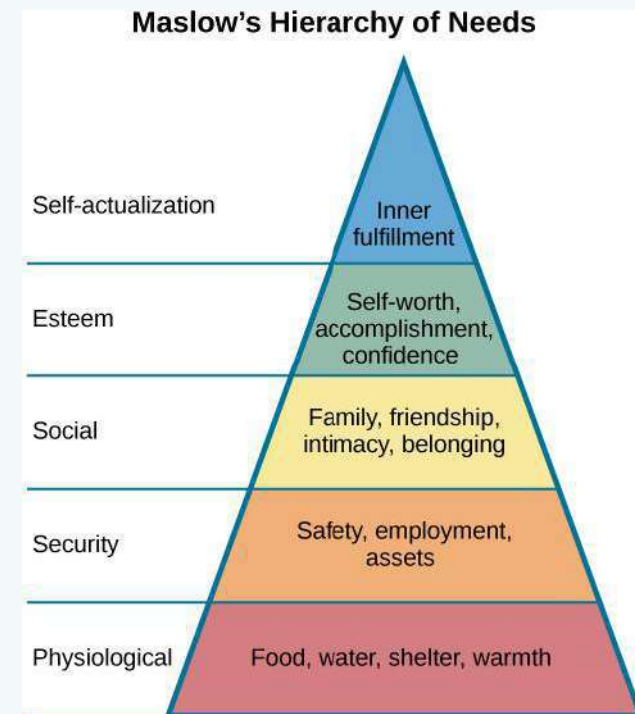 Maslow’s Hierarchy of Needs
Self-actualization
Inner
fulfillment
Esteem
Self-worth,
accomplishment,
confidence
Social
Family, friendship,
intimacy, belonging
Security
Safety, employment,
assets
Physiological
Food, water, shelter, warmth